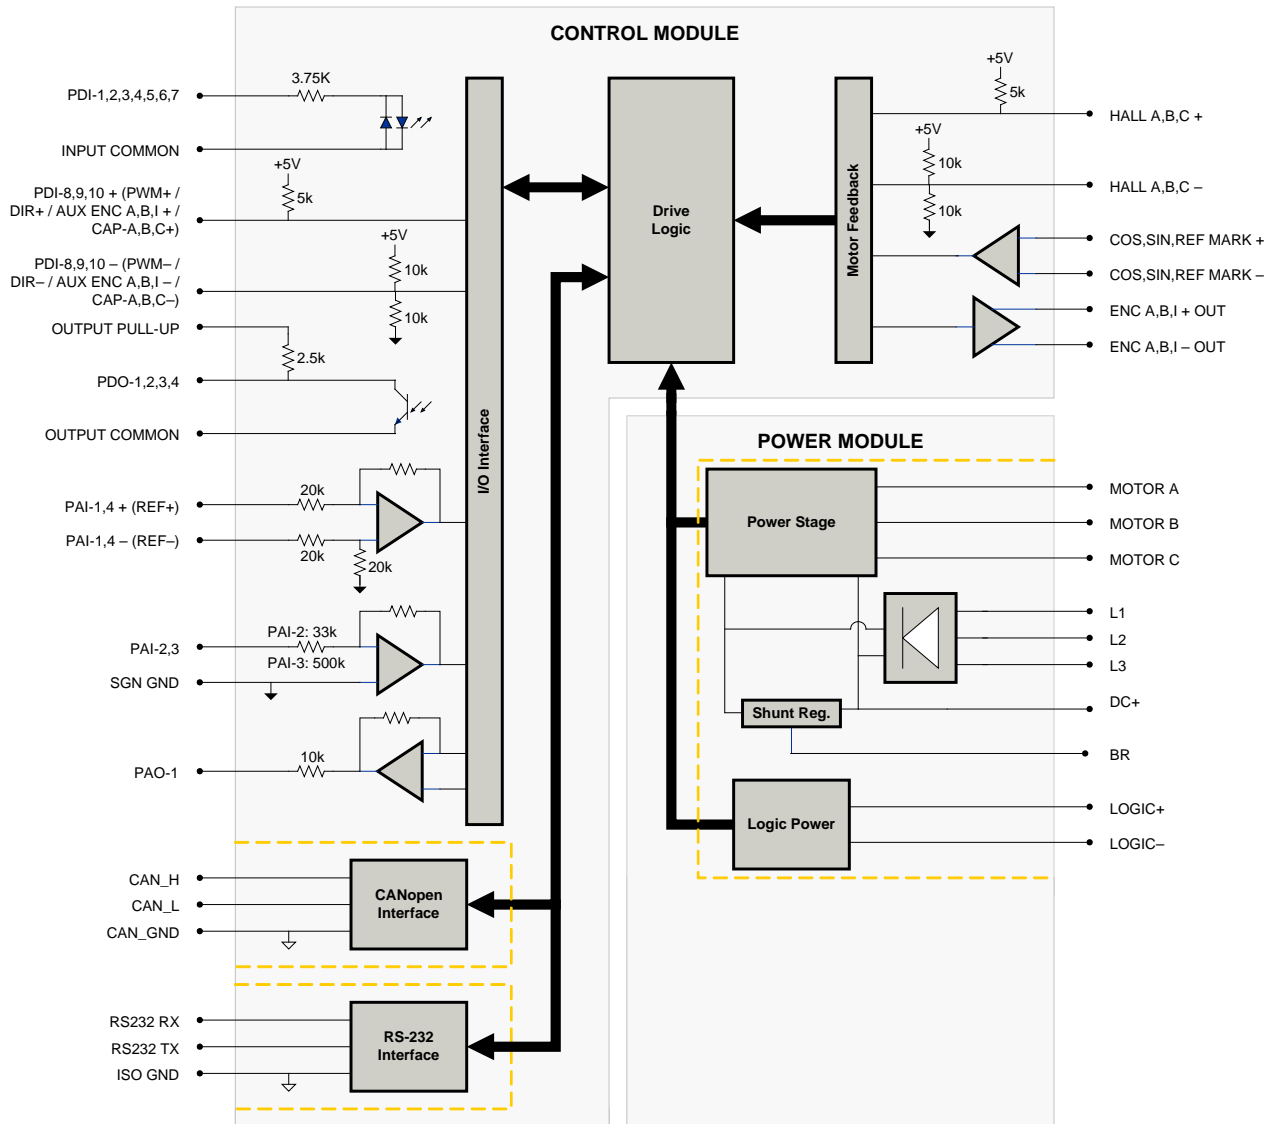 CONTROL MODULE
3.75K
PDI-1,2,3,4,5,6,7
INPUT COMMON
+5V
5k
PDI-8,9,10 + (PWM+ /
DIR+ / AUX ENC A,B,I + /
CAP-A,B,C+)
+5V
10k
10k
PDI-8,9,10 – (PWM– /
DIR– / AUX ENC A,B,I – /
CAP-A,B,C–)
OUTPUT PULL-UP
2.5k
PDO-1,2,3,4
OUTPUT COMMON
20k
PAI-1,4 + (REF+)
PAI-1,4 – (REF–)
20k
20k
PAI-2: 33k
PAI-2,3
PAI-3: 500k
SGN GND
10k
PAO-1
I/O Interface
Drive
Logic
Motor Feedback
+5V
5k
HALL A,B,C +
+5V
10k
HALL A,B,C –
10k
COS,SIN,REF MARK +
COS,SIN,REF MARK –
ENC A,B,I + OUT
ENC A,B,I – OUT
POWER MODULE
Power Stage
MOTOR A
MOTOR B
MOTOR C
L1
L2
L3
DC+
Shunt Reg.
BR
Logic Power
LOGIC+
LOGIC–
CAN_H
CAN_L
CAN_GND
CANopen
Interface
RS232 RX
RS232 TX
ISO GND
RS-232
Interface